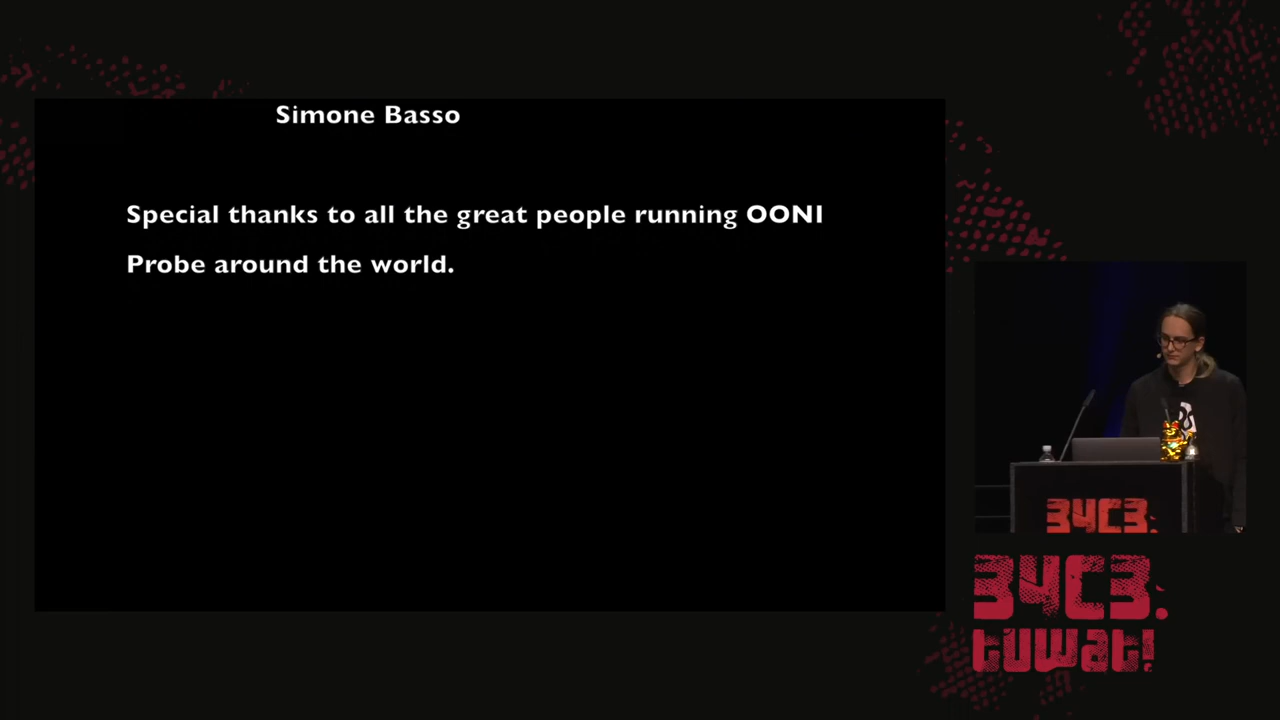 Simone Basso
Special thanks to all the great people running OONI
Probe around the world.
34C3.
34C3.
tuwat!